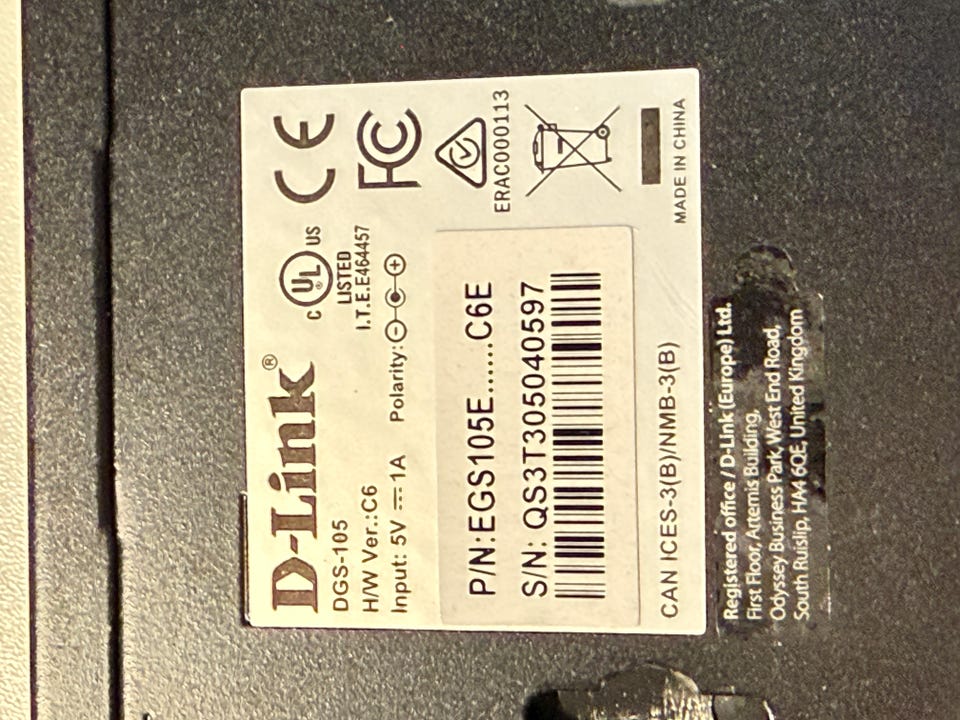 D-Link®
DGS-105
H/W Ver.:C6
Input: 5V ⎓ 1A Polarity:
C UL® US
LISTED
I.T.E.E464457
CE
FC
ERAC000113
P/N:EGS105E.......C6E
S/N: QS3T305040597
CAN ICES-3(B)/NMB-3(B)
MADE IN CHINA
Registered office / D-Link (Europe) Ltd.
First Floor, Artemis Building,
Odyssey Business Park, West End Road,
South Ruislip, HA4 6QE, United Kingdom